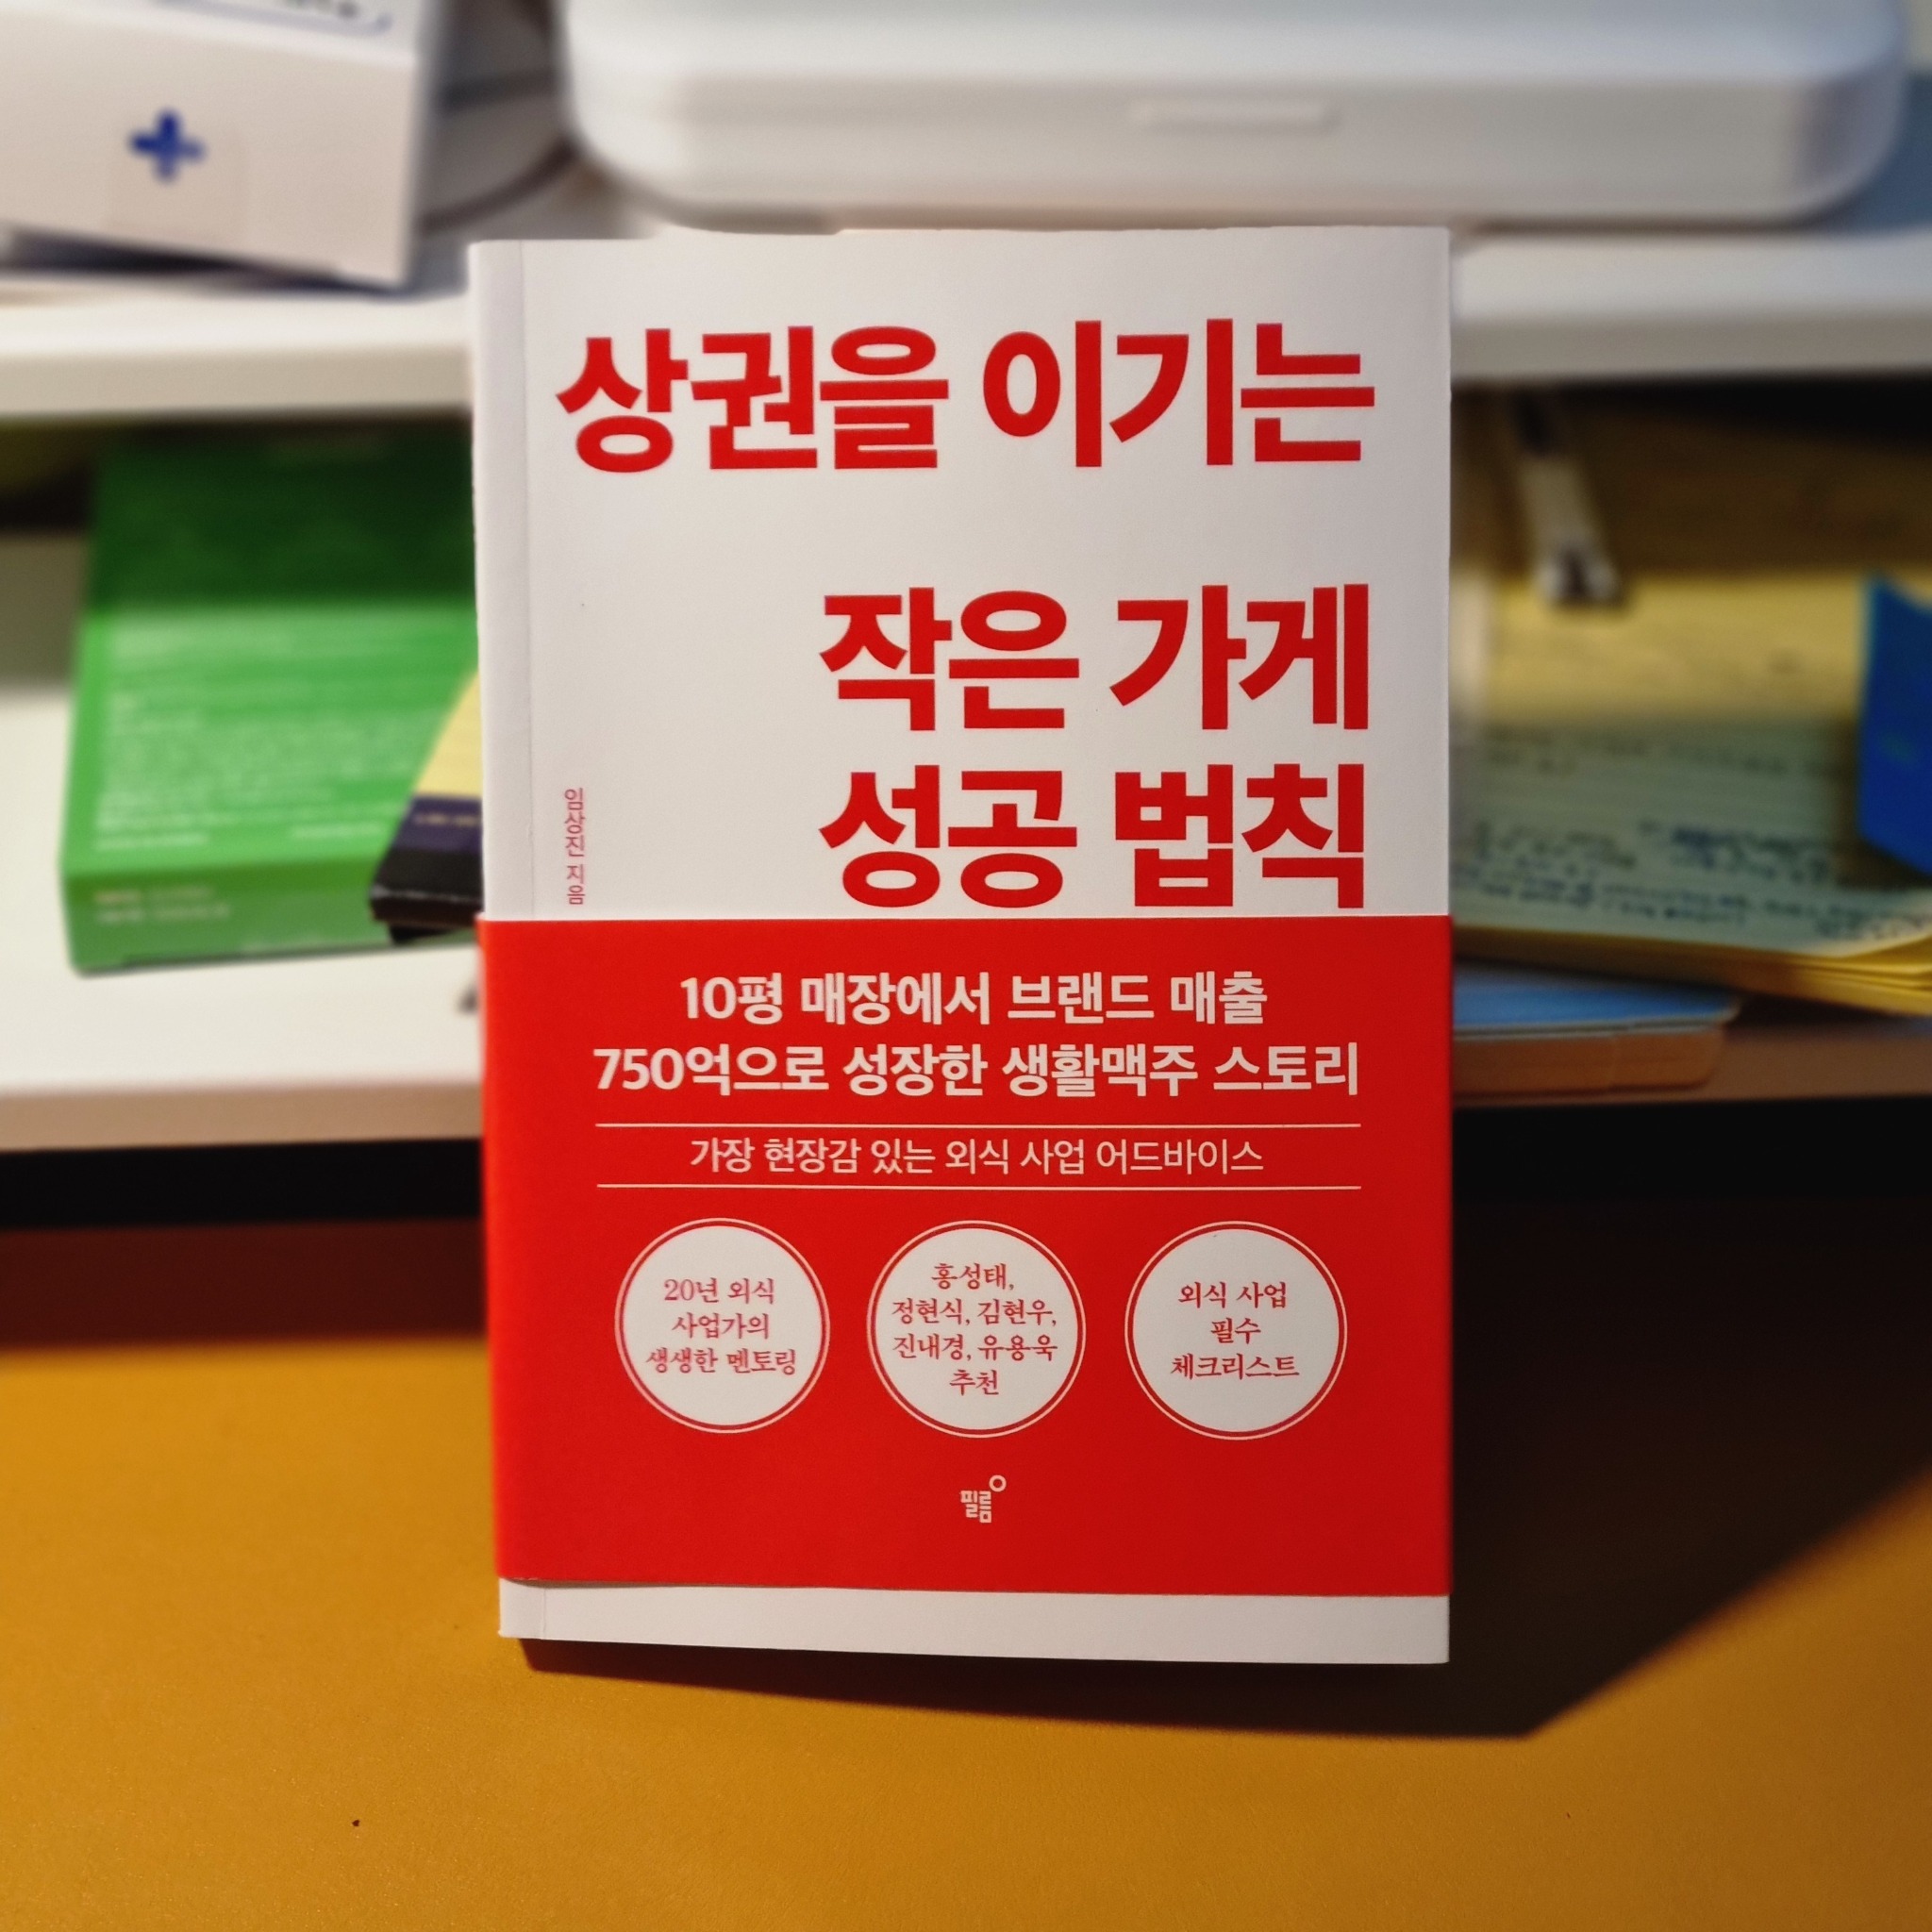 상권을 이기는
작은 가게
성공 법칙
임상진 지음
10평 매장에서 브랜드 매출
750억으로 성장한 생활맥주 스토리
가장 현장감 있는 외식 사업 어드바이스
20년 외식
사업가의
생생한 멘토링
홍성태,
정현식, 김현우,
진내경, 유용욱
추천
외식 사업
필수
체크리스트
필름